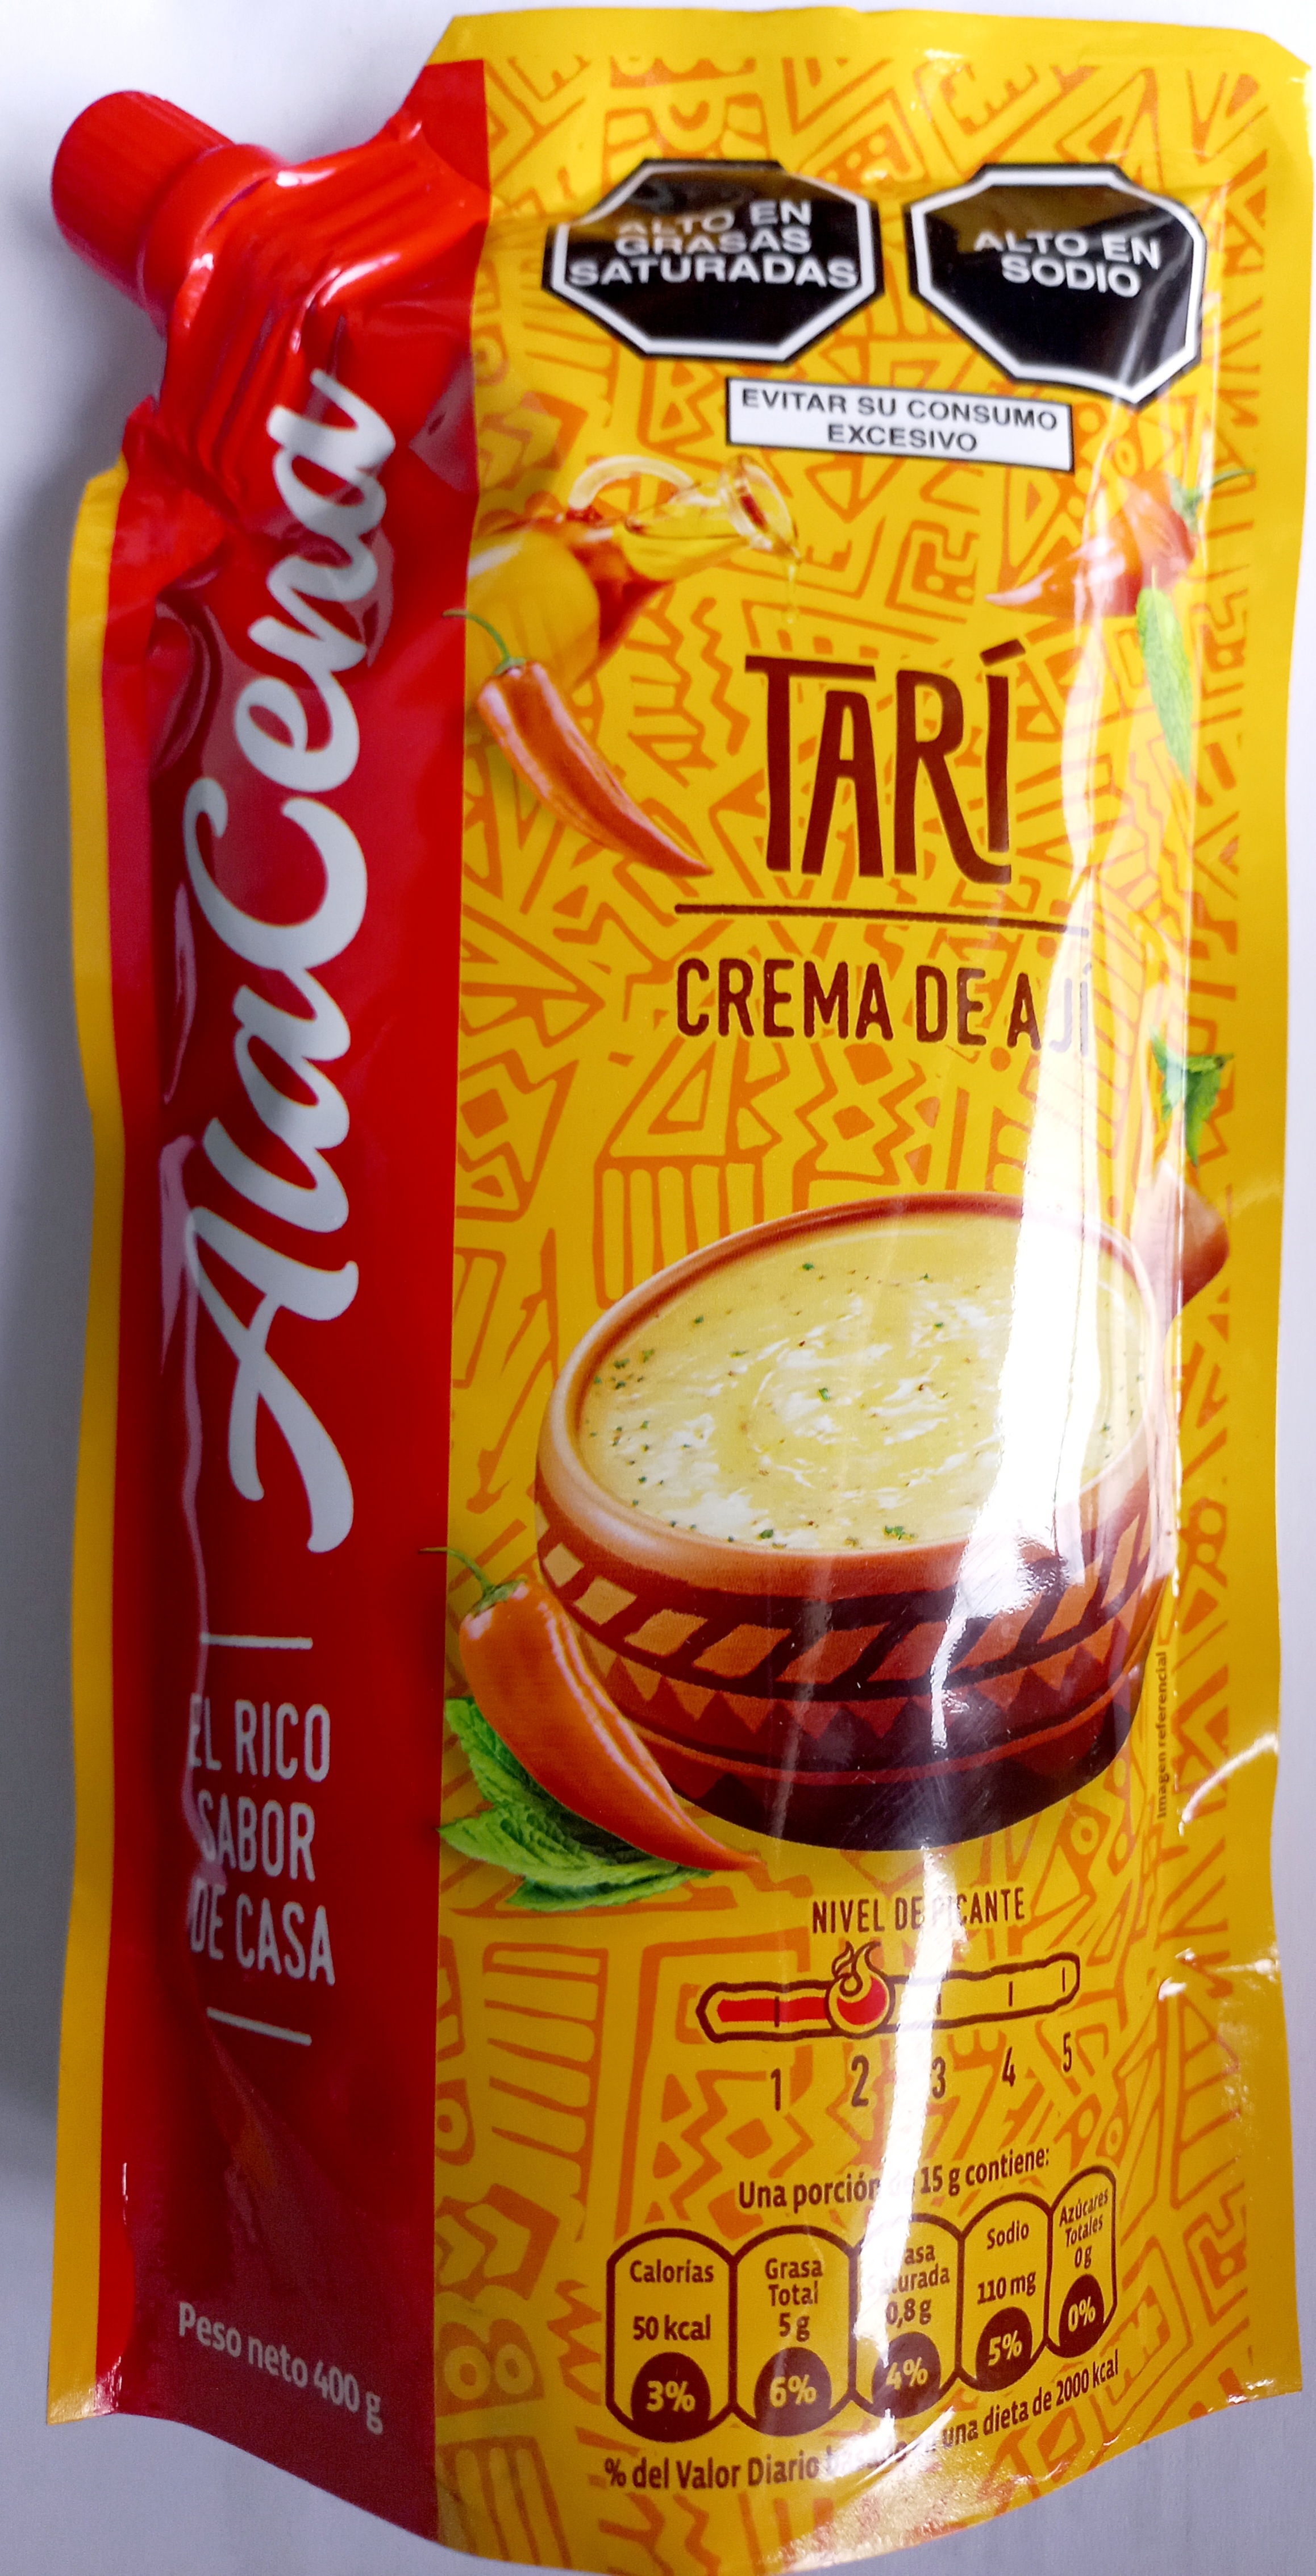 ALTO EN
GRASAS
SATURADAS
ALTO EN
SODIO
EVITAR SU CONSUMO
EXCESIVO
AlaCena
EL RICO
SABOR
DE CASA
Peso neto 400 g
TARÍ
CREMA DE AJÍ
Imagen referencial
NIVEL DE PICANTE
1 2 3 4 5
Una porción de 15 g contiene:
Calorías
50 kcal
3%
Grasa
Total
5 g
6%
Grasa
Saturada
0,8 g
4%
Sodio
110 mg
5%
Azúcares
Totales
0g
0%
% del Valor Diario basado en una dieta de 2000 kcal